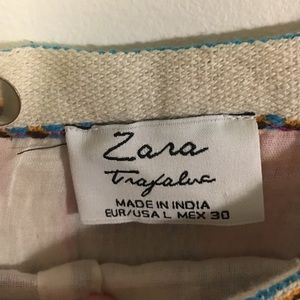 Zara
Trafaluc
MADE IN INDIA
EUR/USA L MEX 30